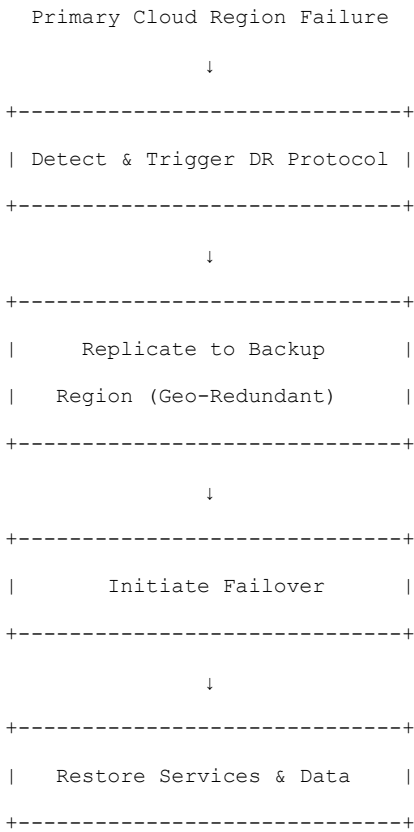 Primary Cloud Region Failure
↓
+------------------------------+
| Detect & Trigger DR Protocol |
+------------------------------+
↓
+------------------------------+
| Replicate to Backup |
| Region (Geo-Redundant) |
+------------------------------+
↓
+------------------------------+
| Initiate Failover |
+------------------------------+
↓
+------------------------------+
| Restore Services & Data |
+------------------------------+